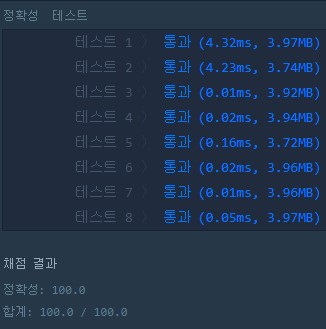 정확성 테스트
테스트 1 〉 통과 (4.32ms, 3.97MB)
테스트 2 〉 통과 (4.23ms, 3.74MB)
테스트 3 〉 통과 (0.01ms, 3.92MB)
테스트 4 〉 통과 (0.02ms, 3.94MB)
테스트 5 〉 통과 (0.16ms, 3.72MB)
테스트 6 〉 통과 (0.02ms, 3.96MB)
테스트 7 〉 통과 (0.01ms, 3.96MB)
테스트 8 〉 통과 (0.05ms, 3.97MB)
채점 결과
정확성: 100.0
합계: 100.0 / 100.0